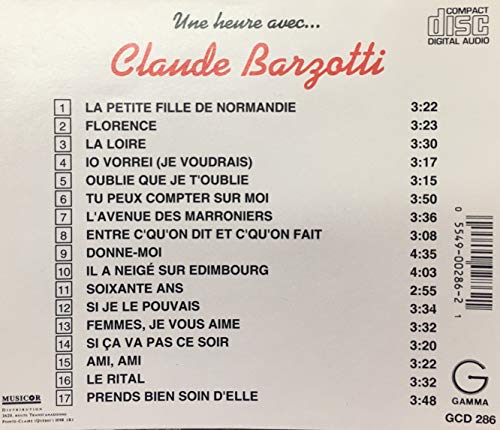 Une heure avec...
COMPACT
disc
DIGITAL AUDIO
Claude Barzotti
1 LA PETITE FILLE DE NORMANDIE 3:22
2 FLORENCE 3:23
3 LA LOIRE 3:30
4 IO VORREI (JE VOUDRAIS) 3:17
5 OUBLIE QUE JE T'OUBLIE 3:15
6 TU PEUX COMPTER SUR MOI 3:50
7 L'AVENUE DES MARRONIERS 3:36
8 ENTRE C'QU'ON DIT ET C'QU'ON FAIT 3:08
9 DONNE-MOI 4:35
10 IL A NEIGÉ SUR EDIMBOURG 4:03
11 SOIXANTE ANS 2:55
12 SI JE LE POUVAIS 3:34
13 FEMMES, JE VOUS AIME 3:32
14 SI ÇA VA PAS CE SOIR 3:20
15 AMI, AMI 3:22
16 LE RITAL 3:32
17 PRENDS BIEN SOIN D'ELLE 3:48
0 55490-0286-2 1
MUSICOR
DISTRIBUTION
POINTE-CLAIRE (QUÉBEC)
G
GAMMA
GCD 286